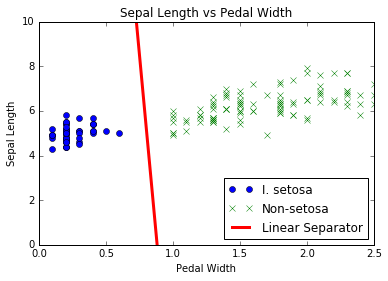 Sepal Length vs Pedal Width
10
8
6
4
2
0
Sepal Length
I. setosa
Non-setosa
Linear Separator
0.0 0.5 1.0 1.5 2.0 2.5
Pedal Width